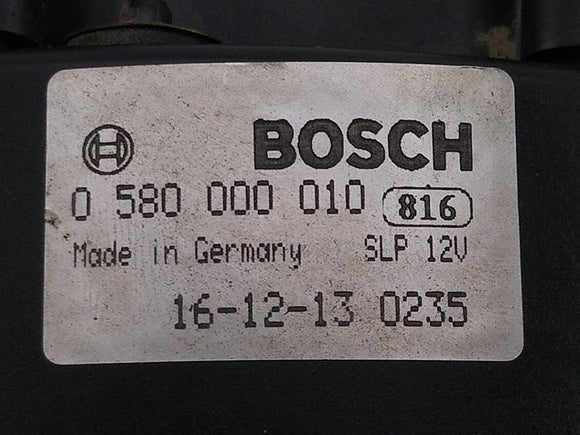 BOSCH
0 580 000 010 816
Made in Germany SLP 12V
16-12-13 0235